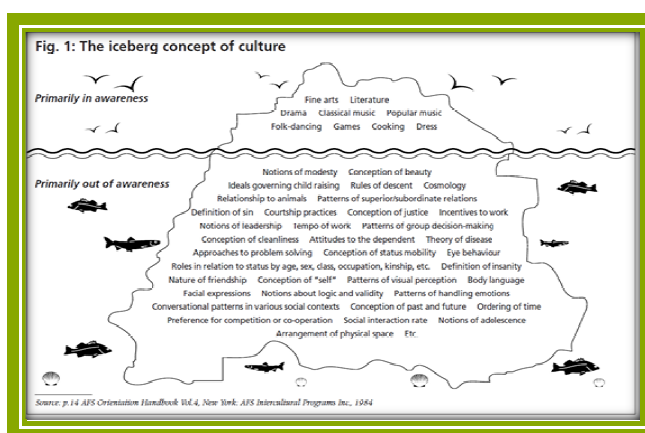 Fig. 1: The iceberg concept of culture
Primarily in awareness
Fine arts Literature
Drama Classical music Popular music
Folk-dancing Games Cooking Dress
Notions of modesty Conception of beauty
Primarily out of awareness
Ideals governing child raising Rules of descent Cosmology
Relationship to animals Patterns of superior/subordinate relations
Definition of sin Courtship practices Conception of justice Incentives to work
Notions of leadership Tempo of work Patterns of group decision-making
Conception of cleanliness Attitudes to the dependent Theory of disease
Approaches to problem solving Conception of status mobility Eye behaviour
Roles in relation to status by age, sex, class, occupation, kinship, etc. Definition of insanity
Nature of friendship Conception of "self" Patterns of visual perception Body language
Facial expressions Notions about logic and validity Patterns of handling emotions
Conversational patterns in various social contexts Conception of past and future Ordering of time
Preference for competition or co-operation Social interaction rate Notions of adolescence
Arrangement of physical space Etc.
Source. p.14 AFS Orientation Handbook Vol.4, New York. AFS Intercultural Programs Inc., 1984